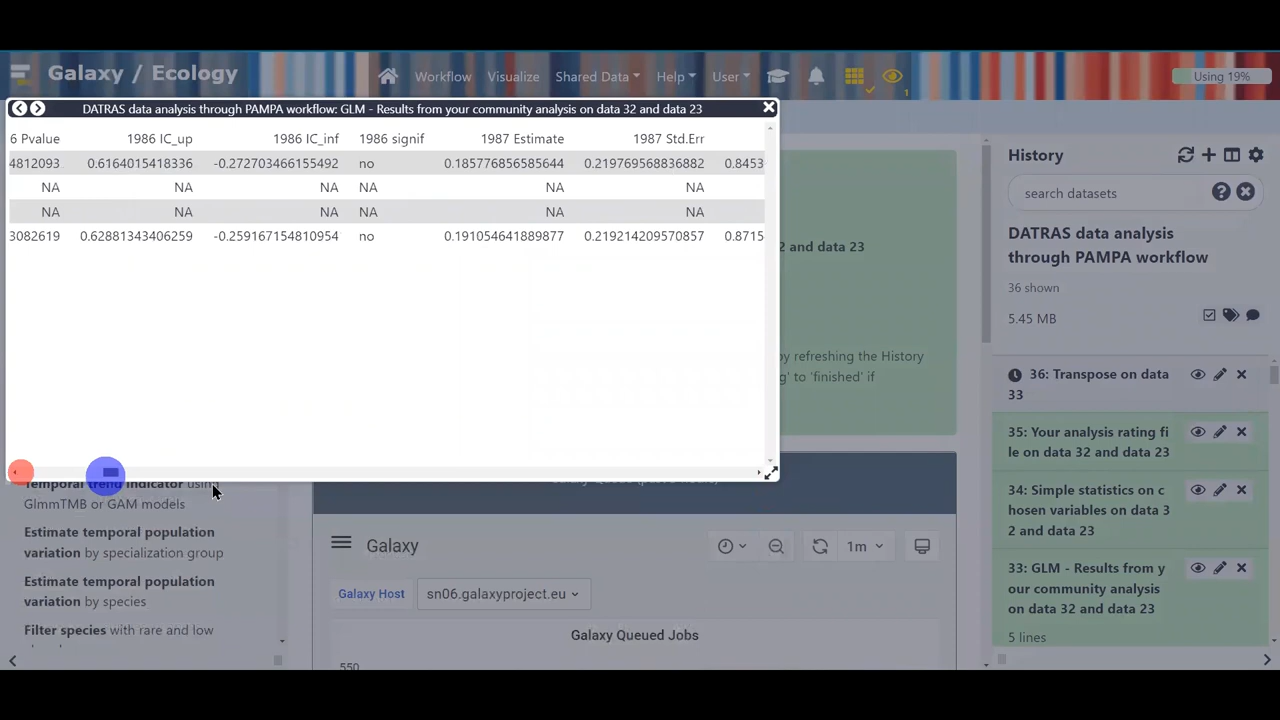 Galaxy / Ecology
Workflow Visualize Shared Data Help User
1
Using 19%
DATRAS data analysis through PAMPA workflow: GLM - Results from your community analysis on data 32 and data 23
6 Pvalue 1986 IC_up 1986 IC_inf 1986 signif 1987 Estimate 1987 Std.Err
4812093 0.6164015418336 -0.272703466155492 no 0.185776856585644 0.219769568836882 0.8453
NA NA NA NA NA NA
NA NA NA NA NA NA
3082619 0.62881343406259 -0.259167154810954 no 0.191054641889877 0.219214209570857 0.8715
2 and data 23
by refreshing the History
g' to 'finished' if
Temporal trend indicator using
GlmmTMB or GAM models
Estimate temporal population
variation by specialization group
Estimate temporal population
variation by species
Filter species with rare and low
Galaxy
1m
Galaxy Host sn06.galaxyproject.eu
Galaxy Queued Jobs
550
History
search datasets
DATRAS data analysis
through PAMPA workflow
36 shown
5.45 MB
36: Transpose on data
33
35: Your analysis rating fi
le on data 32 and data 23
34: Simple statistics on c
hosen variables on data 3
2 and data 23
33: GLM - Results from y
our community analysis
on data 32 and data 23
5 lines